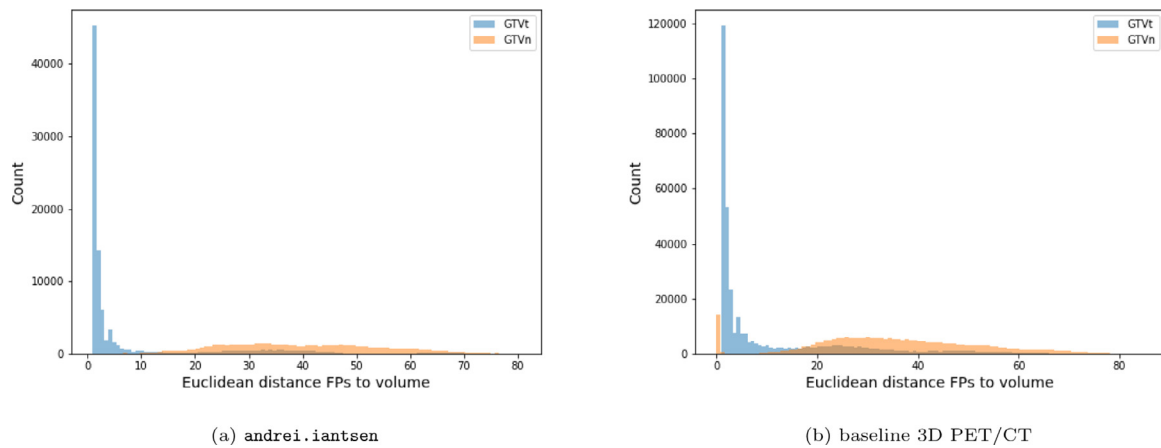 GTVt
GTVn
40000
30000
20000
10000
0
Count
0 10 20 30 40 50 60 70 80
Euclidean distance FPs to volume
(a) andrei.iantsen
GTVt
GTVn
120000
100000
80000
60000
40000
20000
0
Count
0 20 40 60 80
Euclidean distance FPs to volume
(b) baseline 3D PET/CT